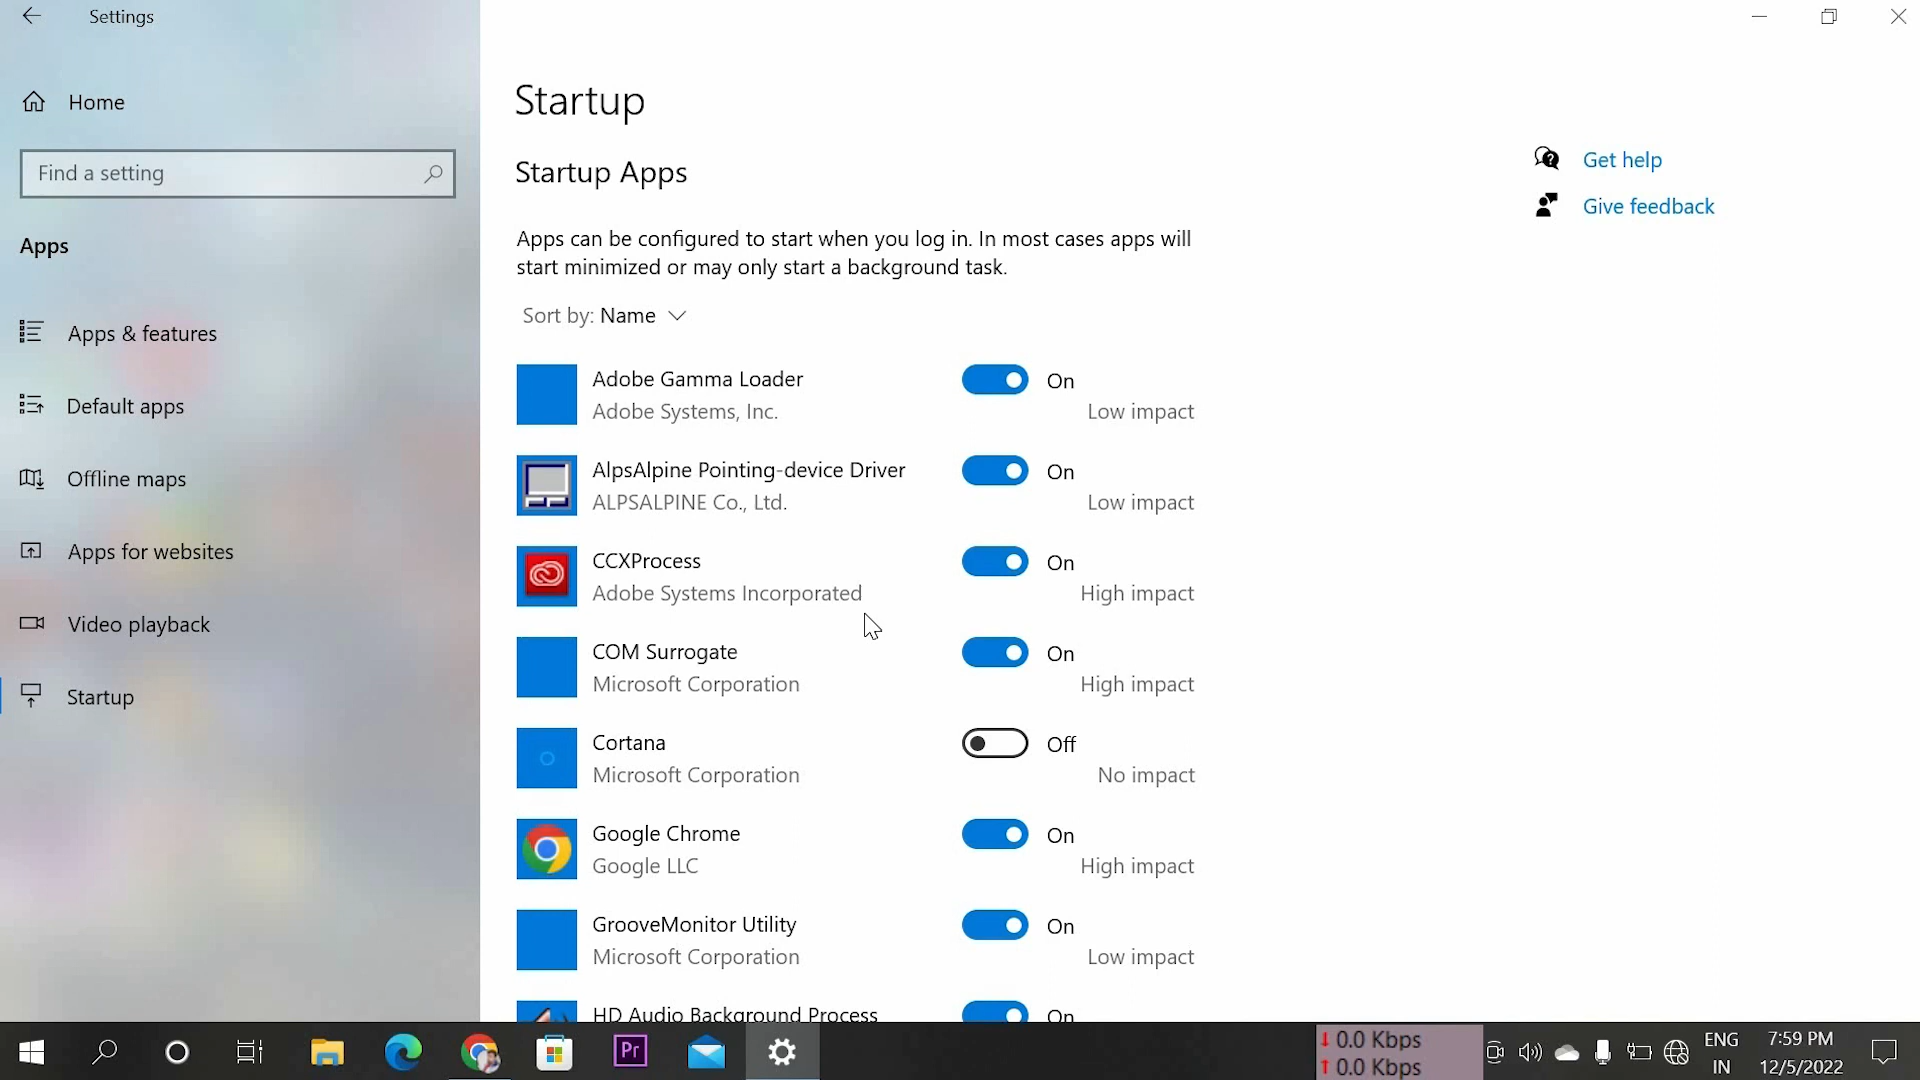 Settings
Home
Find a setting
Apps
Apps & features
Default apps
Offline maps
Apps for websites
Video playback
Startup
Startup
Startup Apps
Apps can be configured to start when you log in. In most cases apps will
start minimized or may only start a background task.
Sort by: Name
Adobe Gamma Loader
Adobe Systems, Inc.
On
Low impact
AlpsAlpine Pointing-device Driver
ALPSALPINE Co., Ltd.
On
Low impact
CCXProcess
Adobe Systems Incorporated
On
High impact
COM Surrogate
Microsoft Corporation
On
High impact
Cortana
Microsoft Corporation
Off
No impact
Google Chrome
Google LLC
On
High impact
GrooveMonitor Utility
Microsoft Corporation
On
Low impact
HD Audio Background Process
On
Get help
Give feedback
Pr
0.0 Kbps
0.0 Kbps
ENG
IN
7:59 PM
12/5/2022